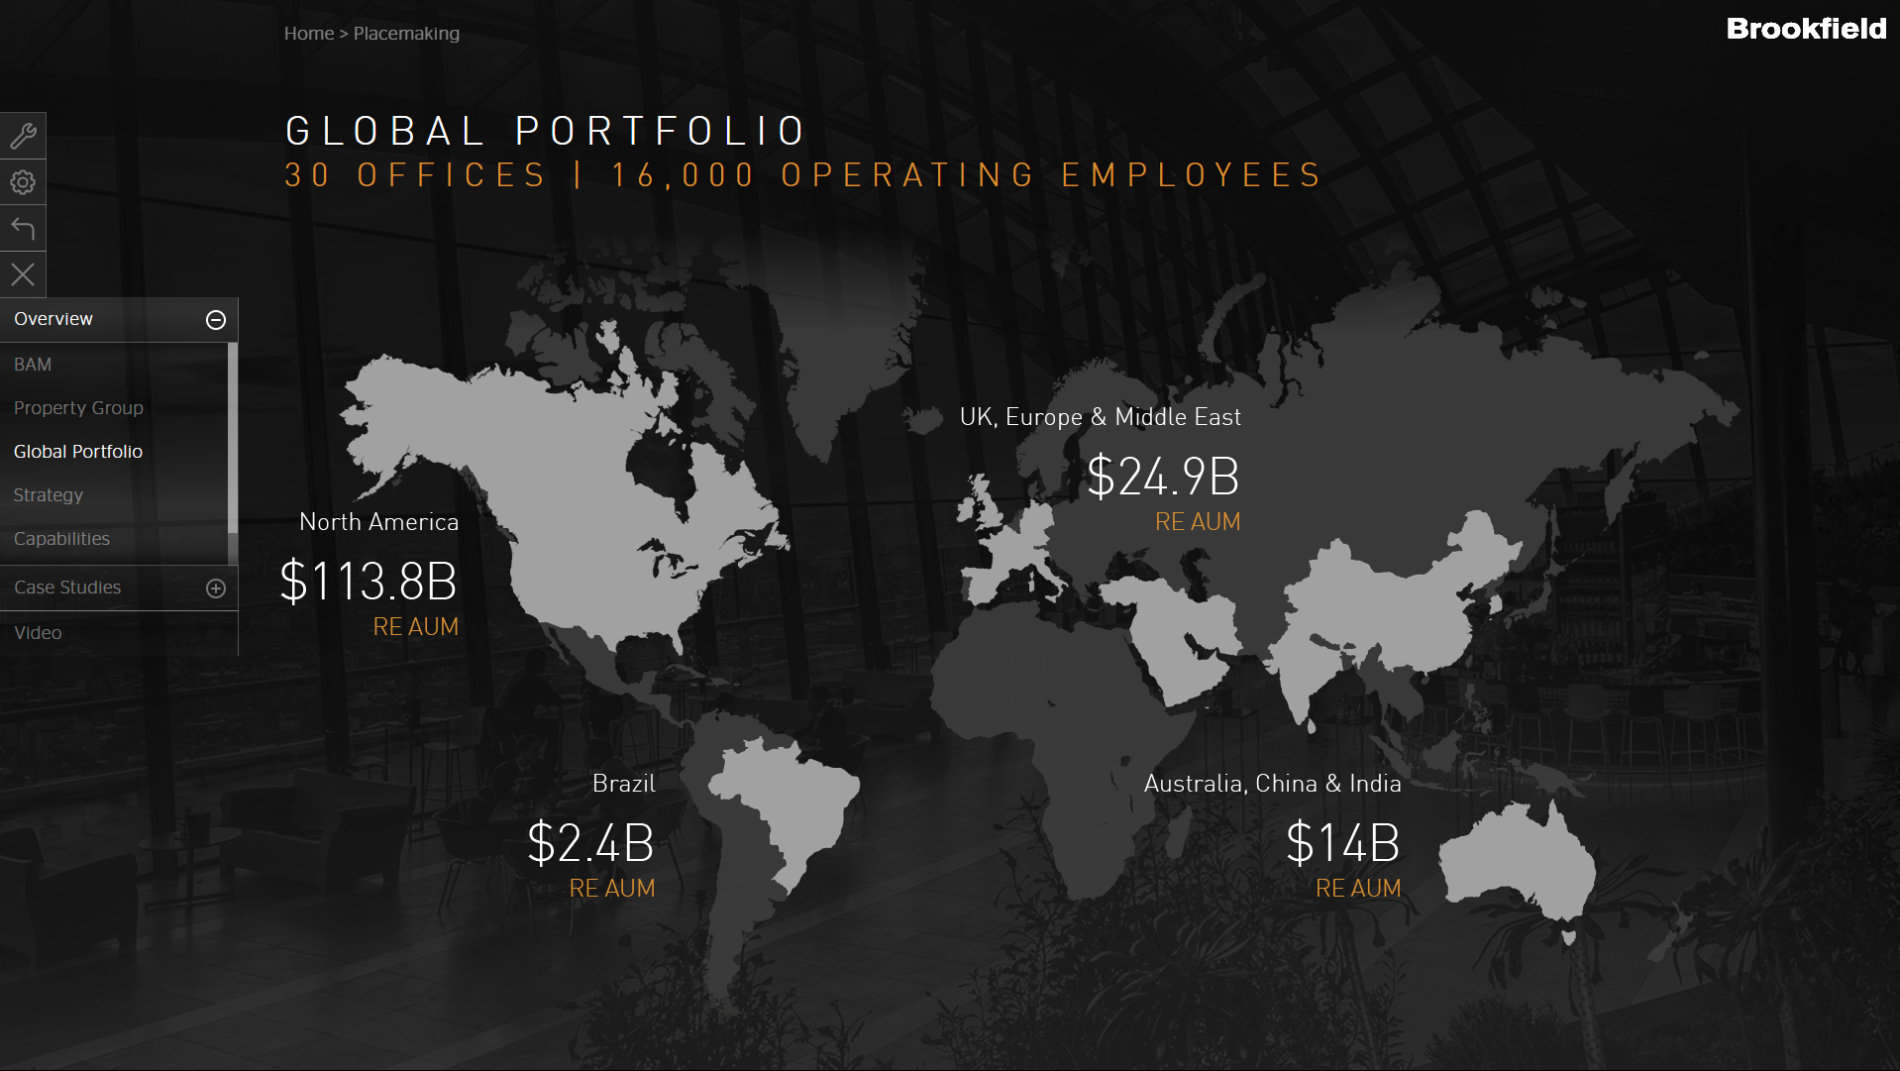 Home > Placemaking
Brookfield
GLOBAL PORTFOLIO
30 OFFICES | 16,000 OPERATING EMPLOYEES
Overview
BAM
Property Group
Global Portfolio
Strategy
Capabilities
Case Studies
Video
North America
$113.8B
RE AUM
UK, Europe & Middle East
$24.9B
RE AUM
Brazil
$2.4B
RE AUM
Australia, China & India
$14B
RE AUM